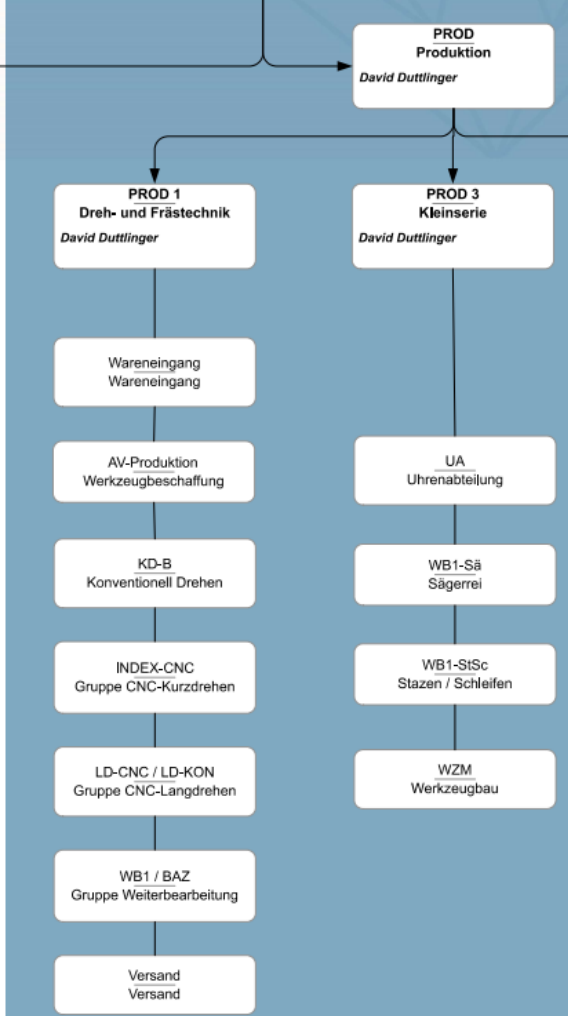 PROD
Produktion
David Duttlinger
PROD 1
Dreh- und Frästechnik
David Duttlinger
PROD 3
Kleinserie
David Duttlinger
Wareneingang
Wareneingang
AV-Produktion
Werkzeugbeschaffung
KD-B
Konventionell Drehen
INDEX-CNC
Gruppe CNC-Kurzdrehen
LD-CNC / LD-KON
Gruppe CNC-Langdrehen
WB1 / BAZ
Gruppe Weiterbearbeitung
Versand
Versand
UA
Uhrenabteilung
WB1-Sä
Sägerrei
WB1-StSc
Stazen / Schleifen
WZM
Werkzeugbau